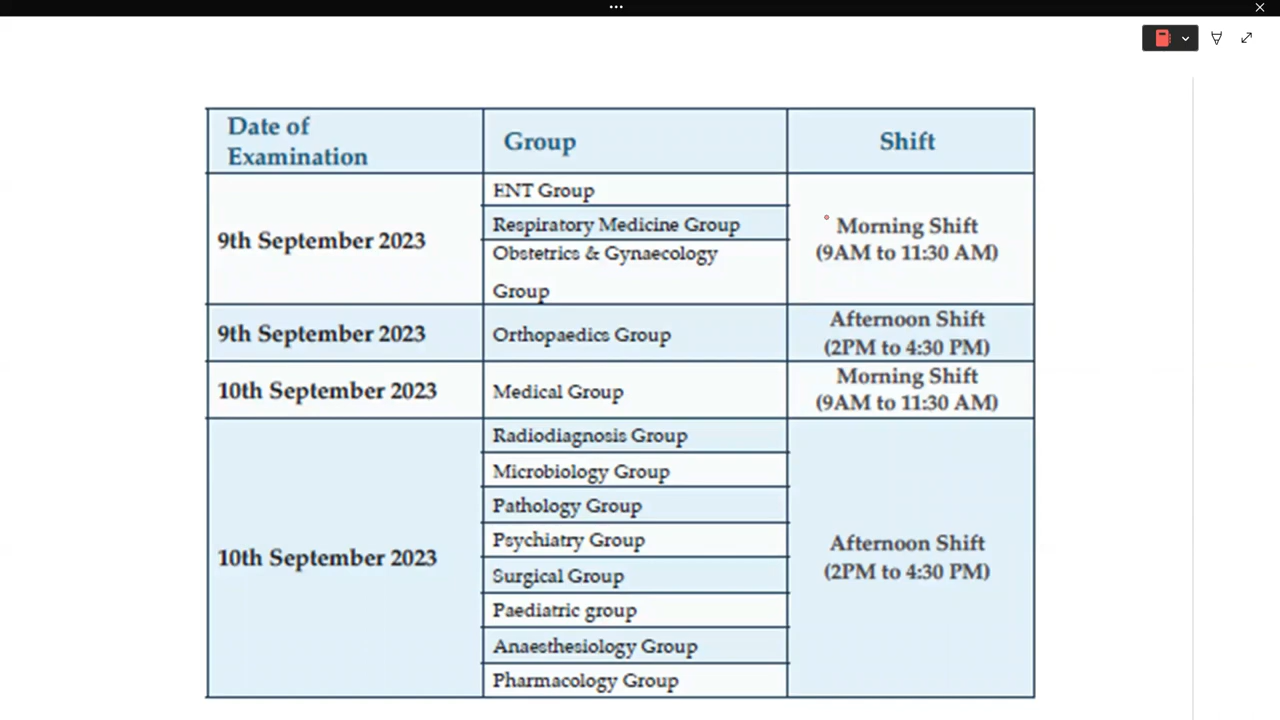 Date of
Examination
Group
Shift
9th September 2023
ENT Group
Respiratory Medicine Group
Obstetrics & Gynaecology
Group
Morning Shift
(9AM to 11:30 AM)
9th September 2023
Orthopaedics Group
Afternoon Shift
(2PM to 4:30 PM)
10th September 2023
Medical Group
Morning Shift
(9AM to 11:30 AM)
10th September 2023
Radiodiagnosis Group
Microbiology Group
Pathology Group
Psychiatry Group
Surgical Group
Paediatric group
Anaesthesiology Group
Pharmacology Group
Afternoon Shift
(2PM to 4:30 PM)